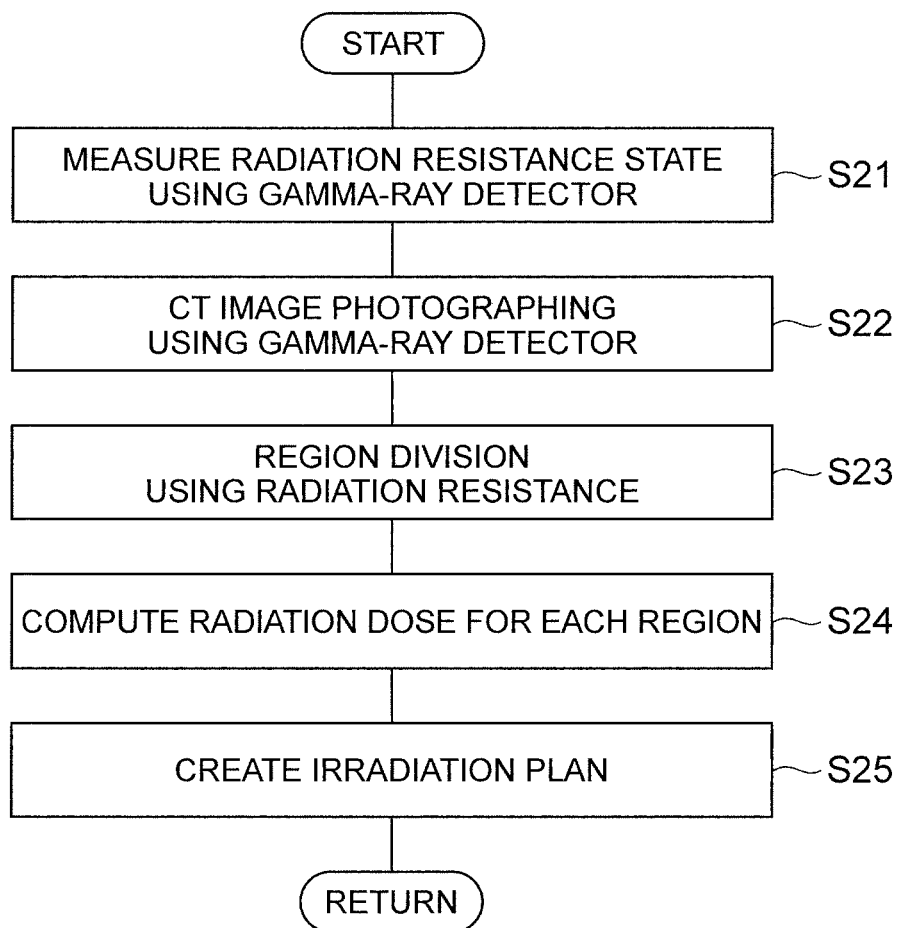 START
MEASURE RADIATION RESISTANCE STATE
USING GAMMA-RAY DETECTOR
S21
CT IMAGE PHOTOGRAPHING
USING GAMMA-RAY DETECTOR
S22
REGION DIVISION
USING RADIATION RESISTANCE
S23
COMPUTE RADIATION DOSE FOR EACH REGION
S24
CREATE IRRADIATION PLAN
S25
RETURN